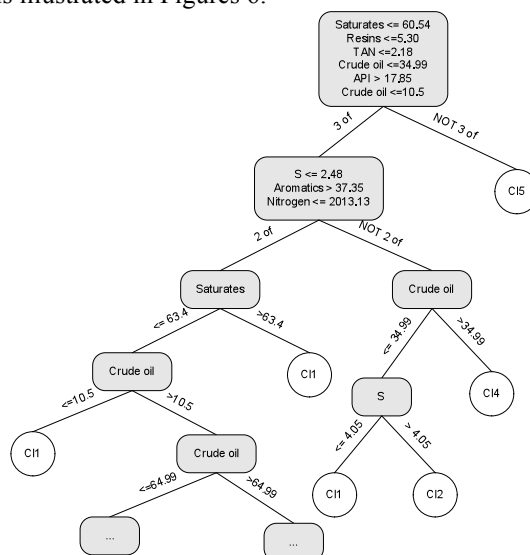 is illustrated in Figures 6.
Saturates <= 60.54
Resins <=5.30
TAN <=2.18
Crude oil <=34.99
API > 17.85
Crude oil <=10.5
3 of
NOT 3 of
S <= 2.48
Aromatics > 37.35
Nitrogen <= 2013.13
Cl5
2 of
NOT 2 of
Saturates
Crude oil
<= 63.4
>63.4
<= 34.99
>34.99
Crude oil
Cl1
S
Cl4
<=10.5
>10.5
<= 4.05
> 4.05
Cl1
Crude oil
Cl1
Cl2
<=64.99
>64.99
...
...